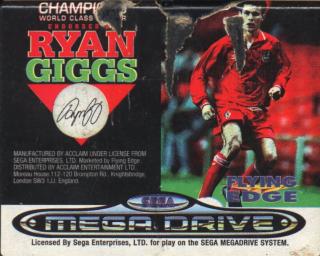 CHAMPI
WORLD CLASS
ENDORSED
RYAN
GIGGS
MANUFACTURED BY ACCLAIM UNDER LICENSE FROM
SEGA ENTERPRISES, LTD. Marketed by Flying Edge.
DISTRIBUTED BY ACCLAIM ENTERTAINMENT LTD.
Moreau House 112-120 Brompton Rd, Knightsbridge,
London SW3 1JJ. England.
FLYING
EDGE
SEGA
MEGA DRIVE
Licensed By Sega Enterprises, LTD. for play on the SEGA MEGADRIVE SYSTEM.